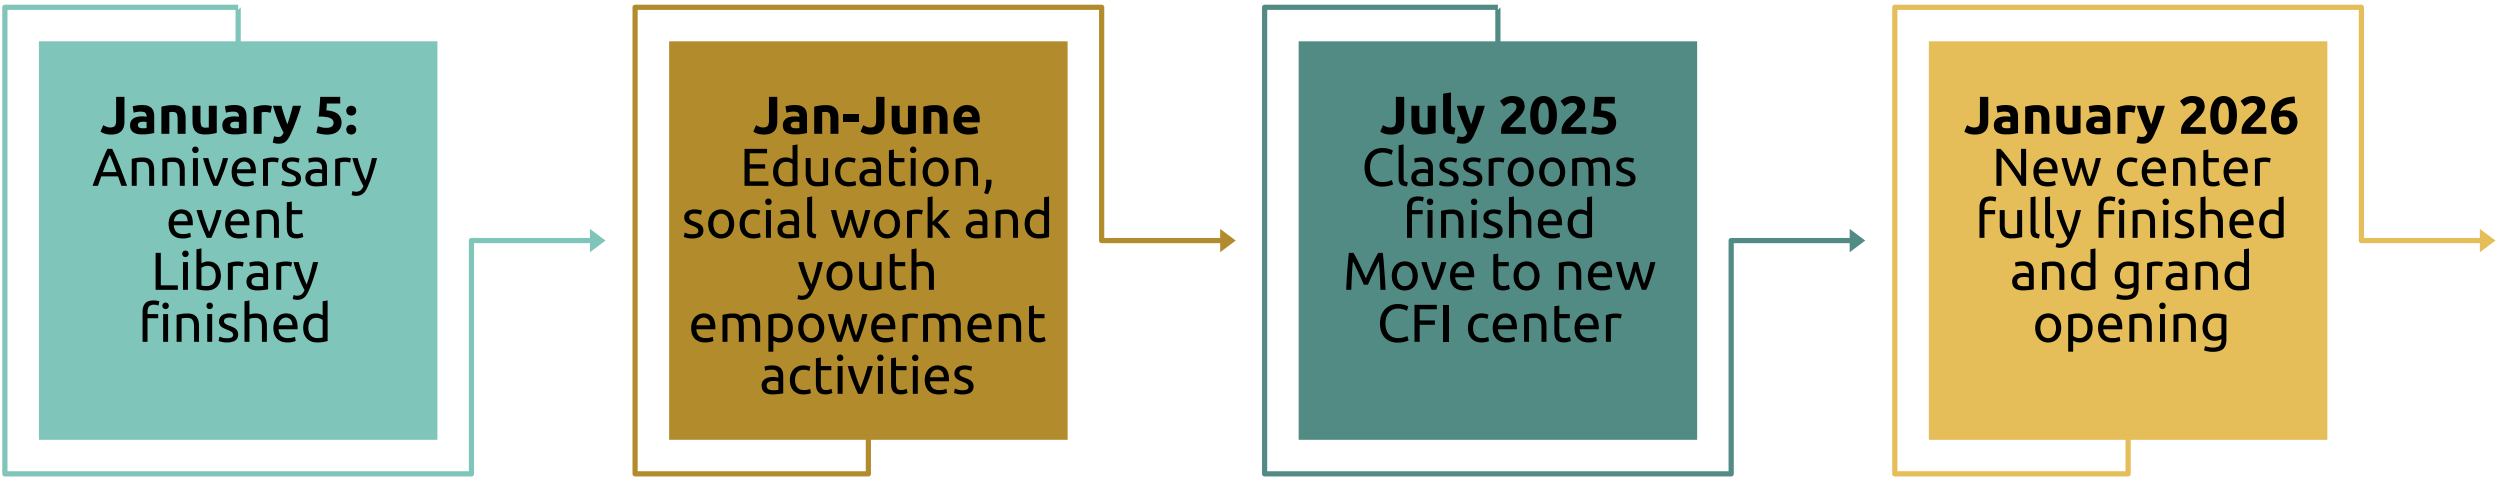 January 5:
Anniversary
event
Library
finished
Jan-June
Education,
social work and
youth
empowerment
activities
July 2025
Classrooms
finished
Move to new
CFI center
January 2026
New center
fully finished
and grand
opening